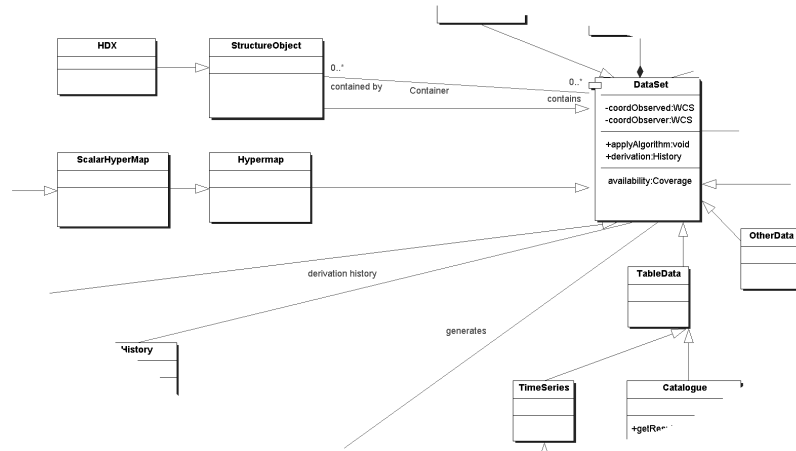 HDX
StructureObject
0..*
contained by
Container
0..*
contains
DataSet
-coordObserved:WCS
-coordObserver:WCS
+applyAlgorithm:void
+derivation:History
availability:Coverage
ScalarHyperMap
Hypermap
OtherData
derivation history
TableData
generates
History
TimeSeries
Catalogue